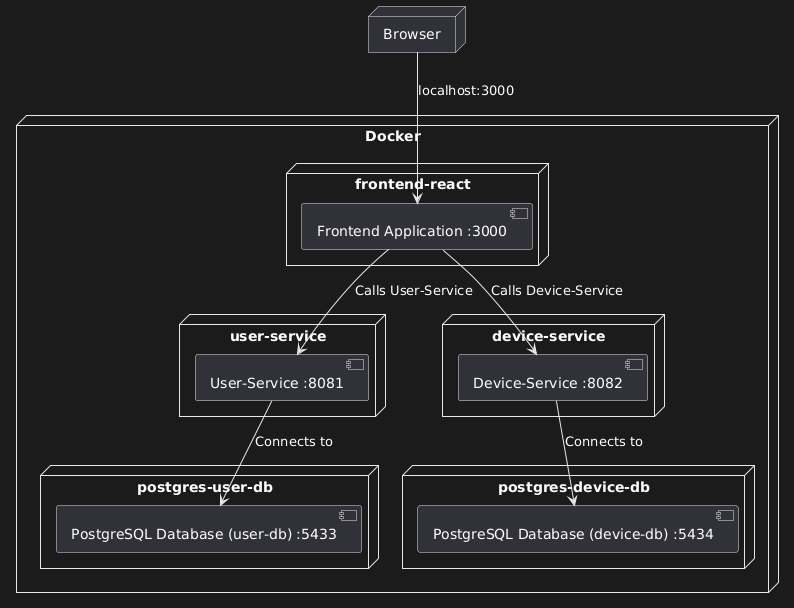 Browser
localhost:3000
Docker
frontend-react
Frontend Application :3000
Calls User-Service
Calls Device-Service
user-service
device-service
User-Service :8081
Device-Service :8082
Connects to
Connects to
postgres-user-db
postgres-device-db
PostgreSQL Database (user-db) :5433
PostgreSQL Database (device-db) :5434